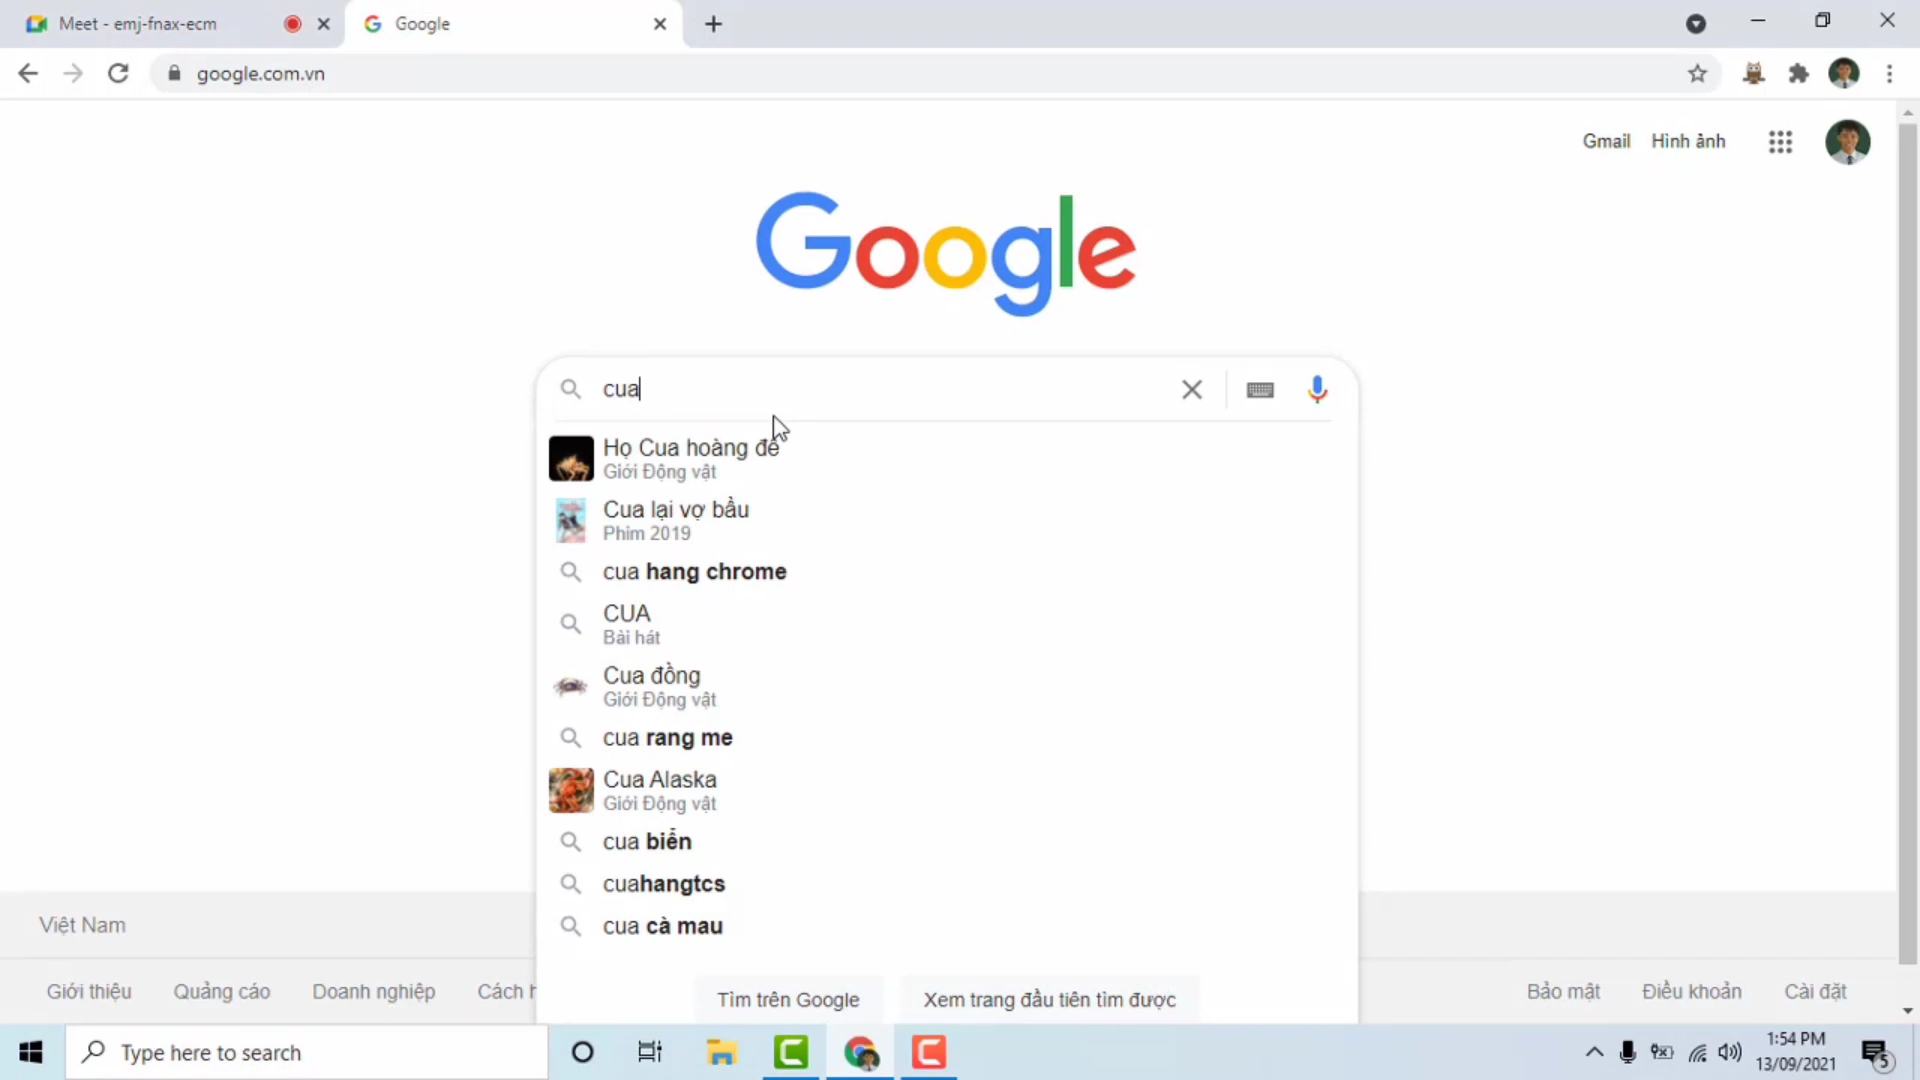 Meet - emj-fnax-ecm
Google
google.com.vn
Gmail Hình ảnh
Google
cua
Họ Cua hoàng đế
Giới Động vật
Cua lại vợ bầu
Phim 2019
cua hang chrome
CUA
Bài hát
Cua đồng
Giới Động vật
cua rang me
Cua Alaska
Giới Động vật
cua biển
cuahangtcs
cua cà mau
Tìm trên Google Xem trang đầu tiên tìm được
Việt Nam
Giới thiệu Quảng cáo Doanh nghiệp Cách Bảo mật Điều khoản Cài đặt
Type here to search
1:54 PM
13/09/2021
5